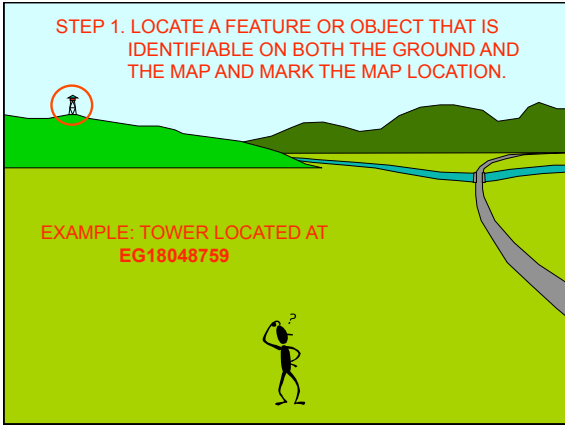 STEP 1. LOCATE A FEATURE OR OBJECT THAT IS
IDENTIFIABLE ON BOTH THE GROUND AND
THE MAP AND MARK THE MAP LOCATION.
EXAMPLE: TOWER LOCATED AT
EG18048759
?